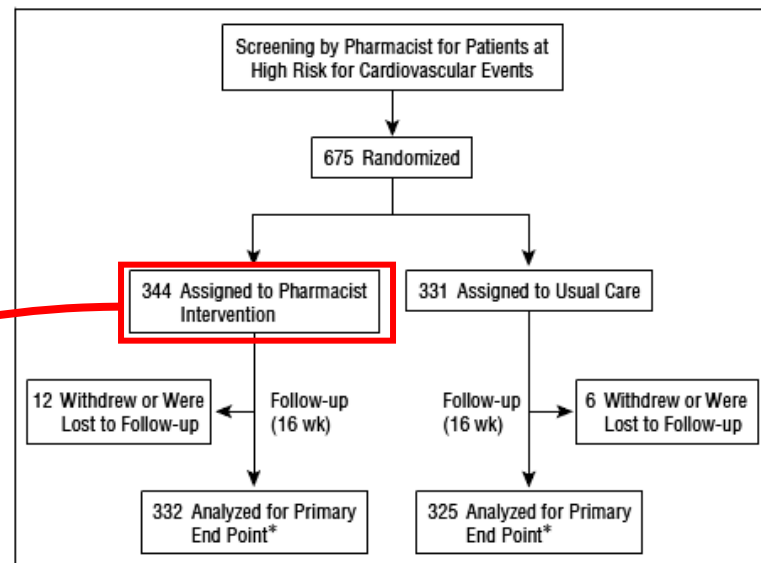 Screening by Pharmacist for Patients at
High Risk for Cardiovascular Events
675 Randomized
344 Assigned to Pharmacist
Intervention
331 Assigned to Usual Care
12 Withdrew or Were
Lost to Follow-up
Follow-up
(16 wk)
Follow-up
(16 wk)
6 Withdrew or Were
Lost to Follow-up
332 Analyzed for Primary
End Point*
325 Analyzed for Primary
End Point*